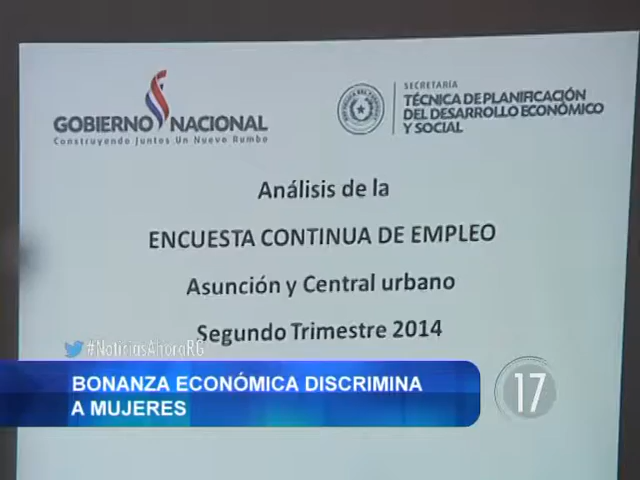 GOBIERNO NACIONAL
Construyendo Juntos Un Nuevo Rumbo
SECRETARÍA
TÉCNICA DE PLANIFICACIÓN
DEL DESARROLLO ECONÓMICO
Y SOCIAL
Análisis de la
ENCUESTA CONTINUA DE EMPLEO
Asunción y Central urbano
Segundo Trimestre 2014
#NoticiasAhoraRG
BONANZA ECONÓMICA DISCRIMINA
A MUJERES
17